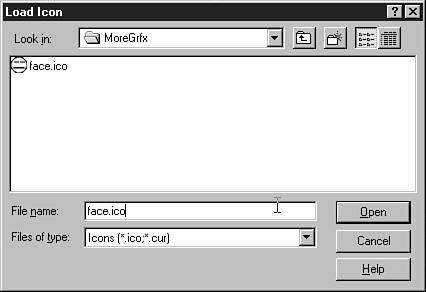 Load Icon
Look in: MoreGrfx
face.ico
File name: face.ico Open
Files of type: Icons (*.ico;*.cur) Cancel
Help